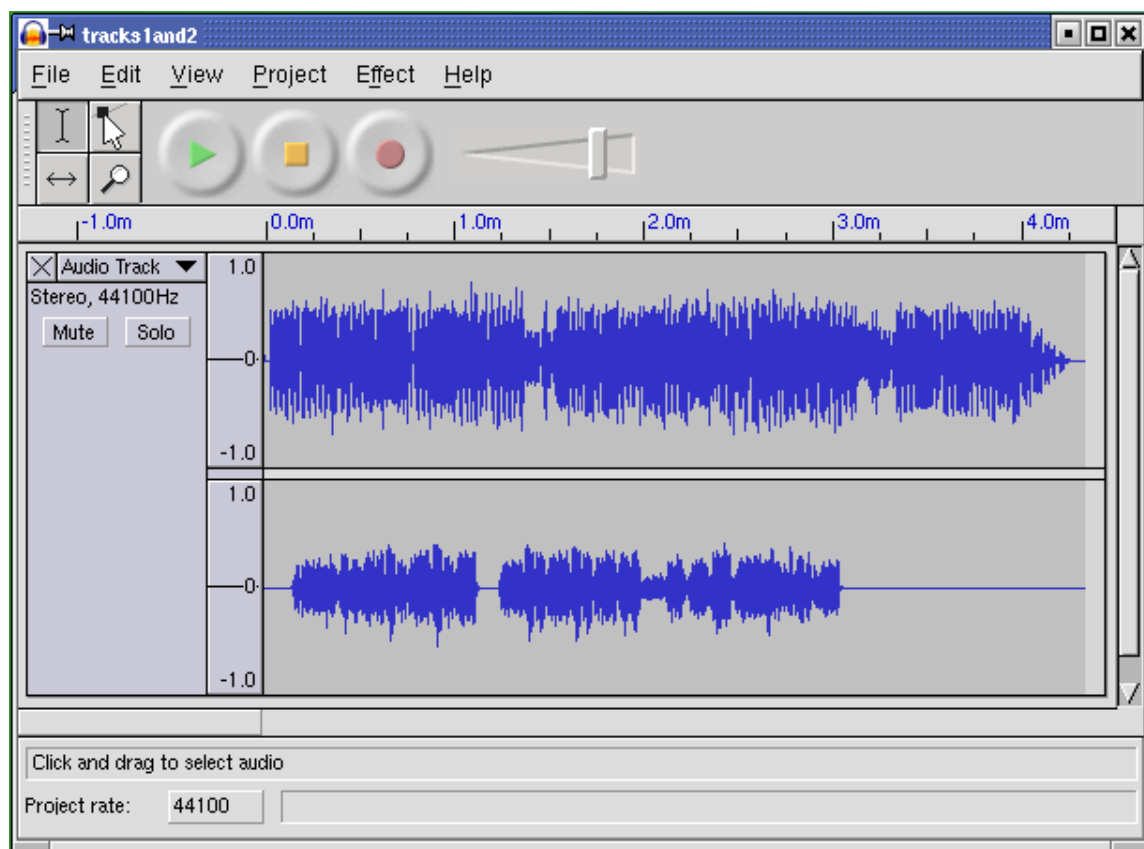 tracks1and2
File Edit View Project Effect Help
-1.0m 0.0m 1.0m 2.0m 3.0m 4.0m
Audio Track
Stereo, 44100Hz
Mute Solo
1.0
0
-1.0
1.0
0
-1.0
Click and drag to select audio
Project rate: 44100